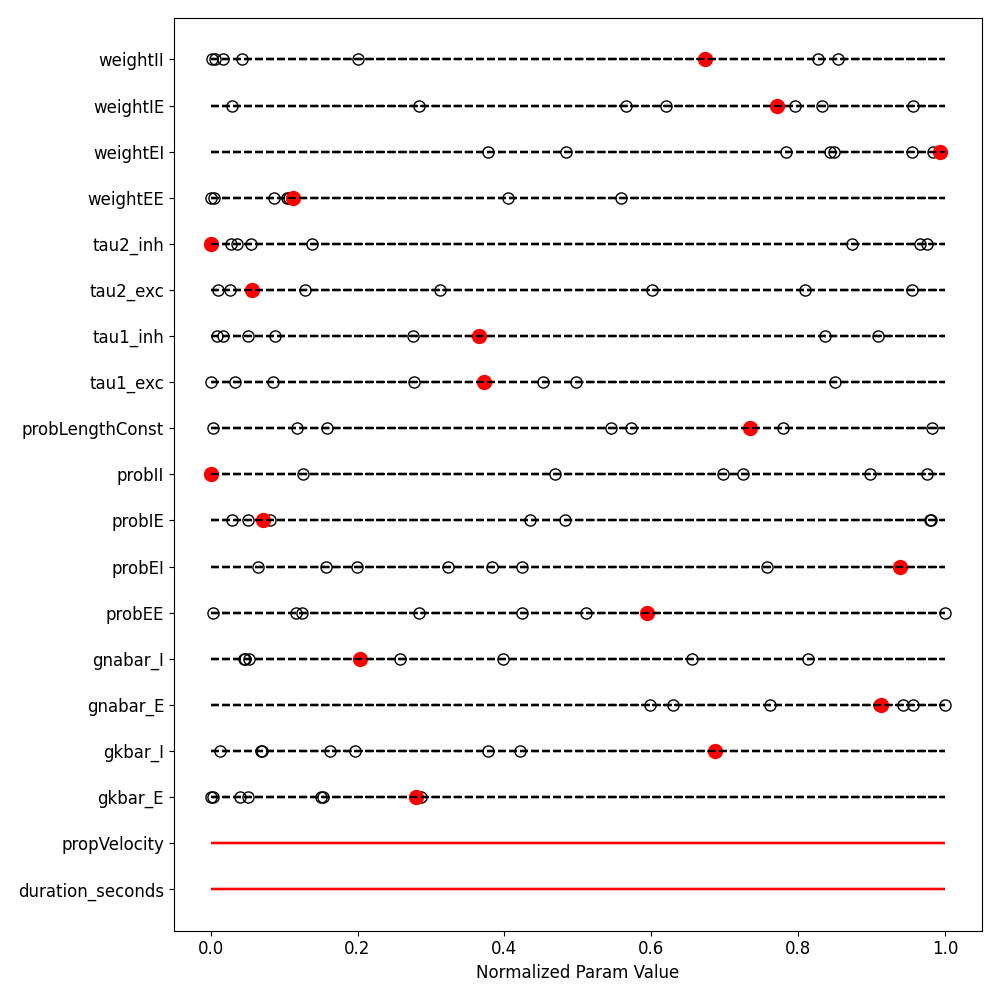 weightII
weightIE
weightEI
weightEE
tau2_inh
tau2_exc
tau1_inh
tau1_exc
probLengthConst
probII
probIE
probEI
probEE
gnabar_I
gnabar_E
gkbar_I
gkbar_E
propVelocity
duration_seconds
0.0 0.2 0.4 0.6 0.8 1.0
Normalized Param Value